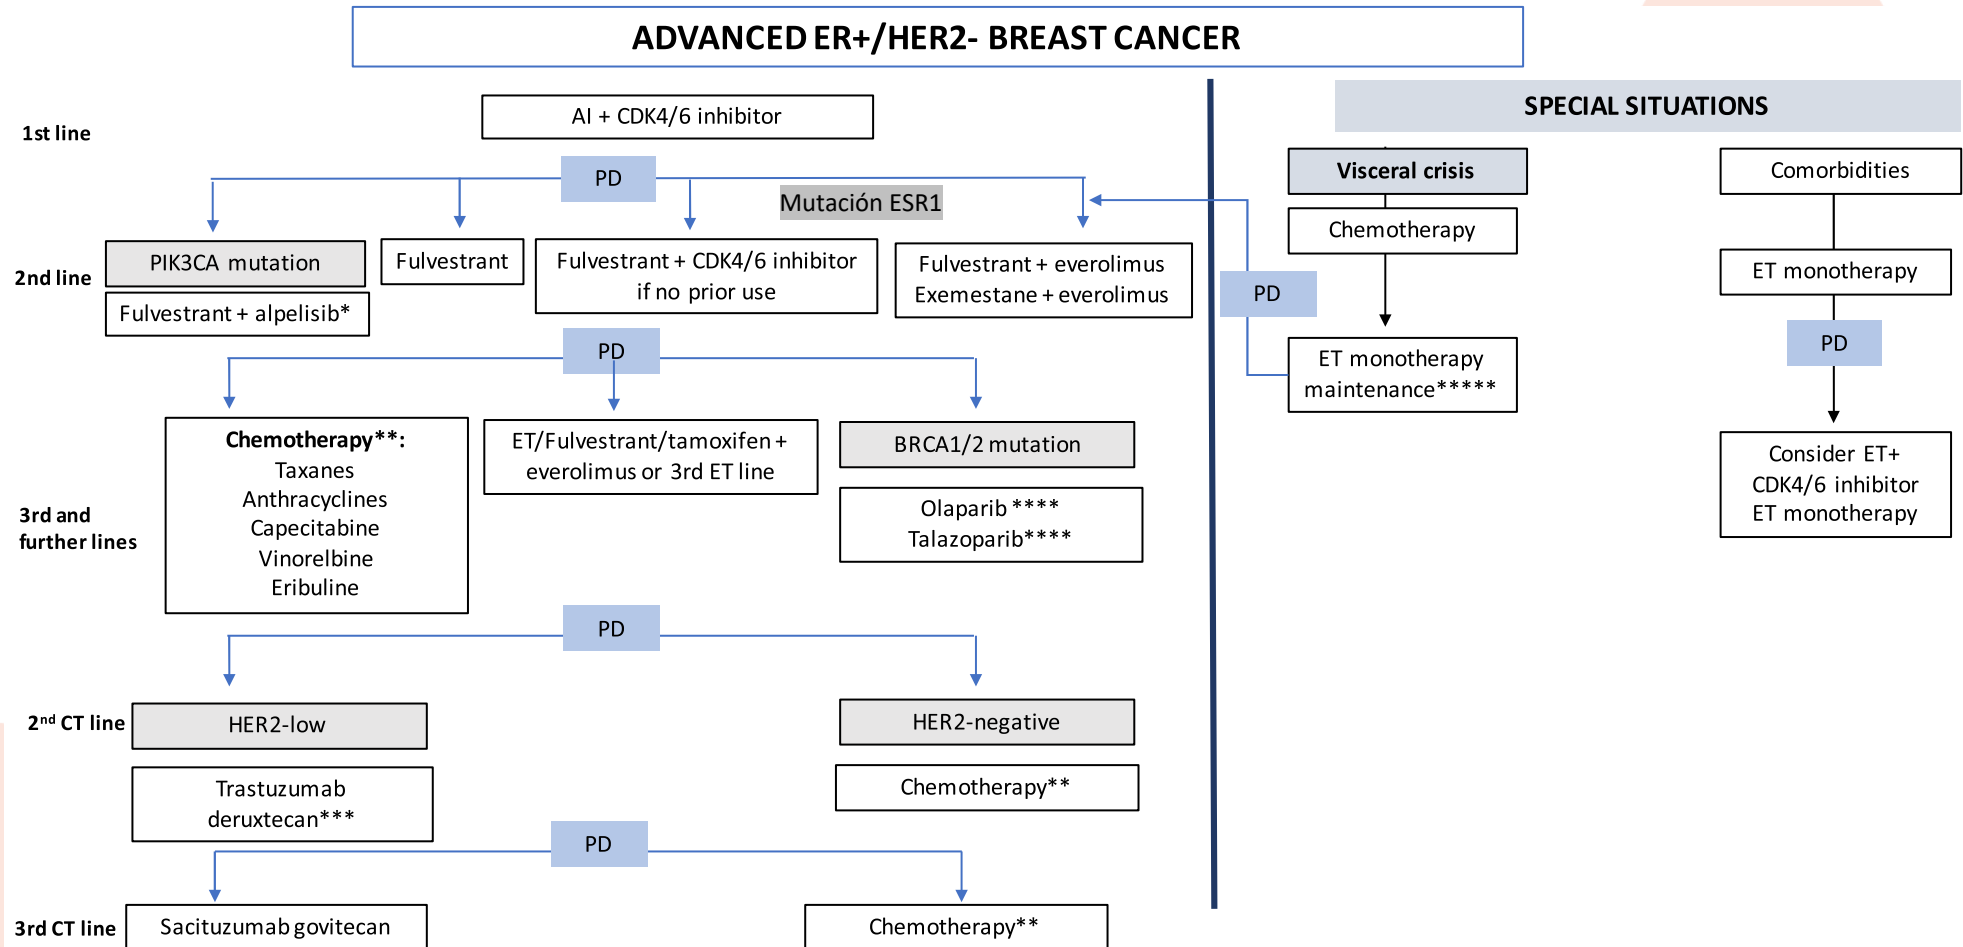 ADVANCED ER+/HER2- BREAST CANCER
1st line
AI + CDK4/6 inhibitor
PD
Mutación ESR1
2nd line
PIK3CA mutation
Fulvestrant + alpelisib*
Fulvestrant
Fulvestrant + CDK4/6 inhibitor
if no prior use
Fulvestrant + everolimus
Exemestane + everolimus
PD
3rd and
further lines
Chemotherapy**:
Taxanes
Anthracyclines
Capecitabine
Vinorelbine
Eribuline
ET/Fulvestrant/tamoxifen +
everolimus or 3rd ET line
BRCA1/2 mutation
Olaparib ****
Talazoparib****
PD
2nd CT line
HER2-low
Trastuzumab
deruxtecan***
HER2-negative
Chemotherapy**
PD
3rd CT line
Sacituzumab govitecan
Chemotherapy**
SPECIAL SITUATIONS
Visceral crisis
Chemotherapy
PD
ET monotherapy
maintenance*****
Comorbidities
ET monotherapy
PD
Consider ET+
CDK4/6 inhibitor
ET monotherapy